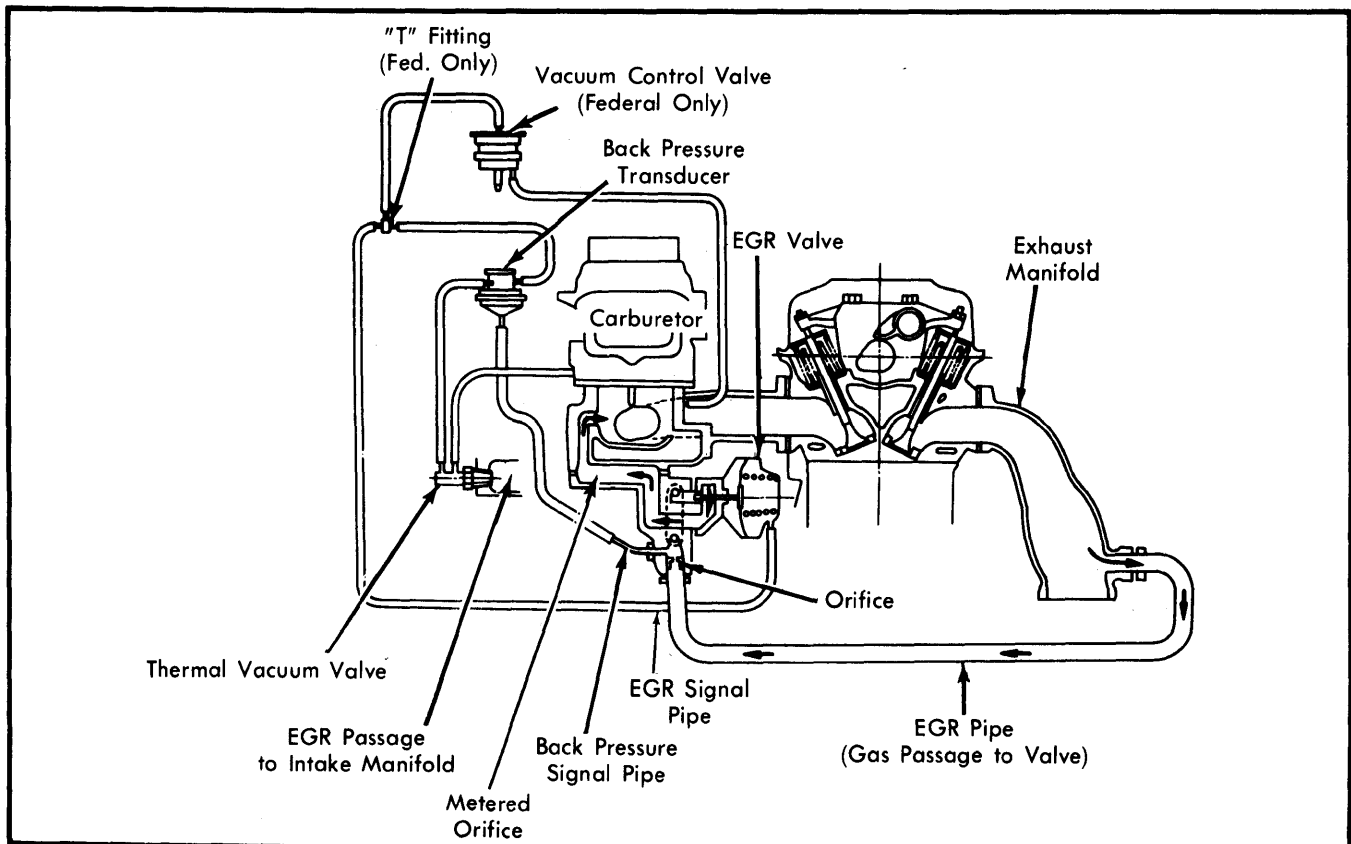 "T" Fitting
(Fed. Only)
Vacuum Control Valve
(Federal Only)
Back Pressure
Transducer
EGR Valve
Exhaust
Manifold
Carburetor
Orifice
Thermal Vacuum Valve
EGR Signal
Pipe
EGR Passage
to Intake Manifold
Back Pressure
Signal Pipe
EGR Pipe
(Gas Passage to Valve)
Metered
Orifice